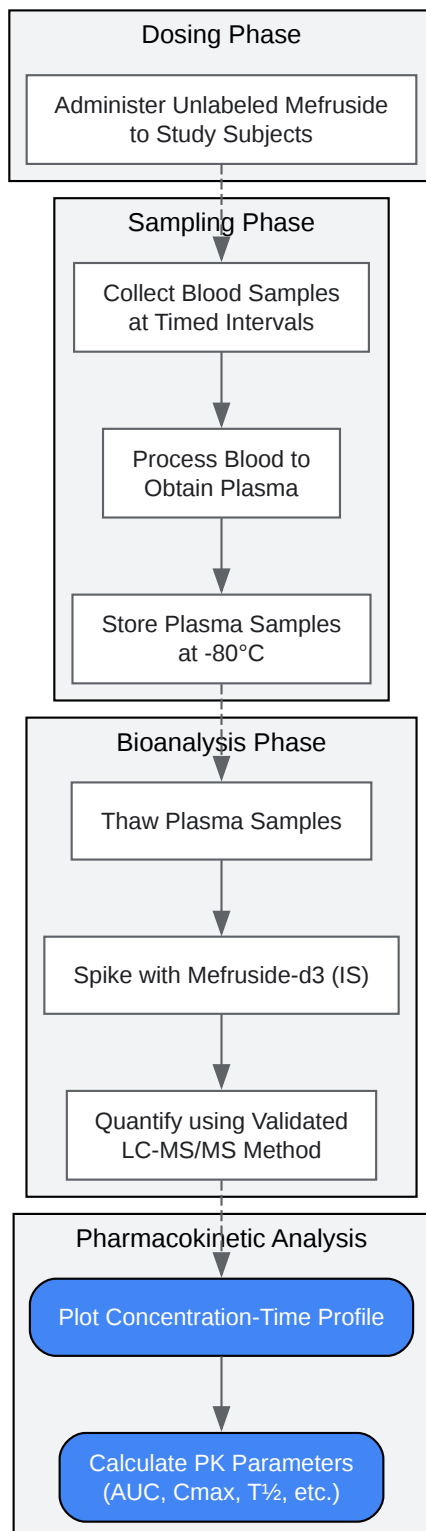 Dosing Phase
Administer Unlabeled Mefruside
to Study Subjects
Sampling Phase
Collect Blood Samples
at Timed Intervals
Process Blood to
Obtain Plasma
Store Plasma Samples
at -80°C
Bioanalysis Phase
Thaw Plasma Samples
Spike with Mefruside-d3 (IS)
Quantify using Validated
LC-MS/MS Method
Pharmacokinetic Analysis
Plot Concentration-Time Profile
Calculate PK Parameters
(AUC, Cmax, T½, etc.)